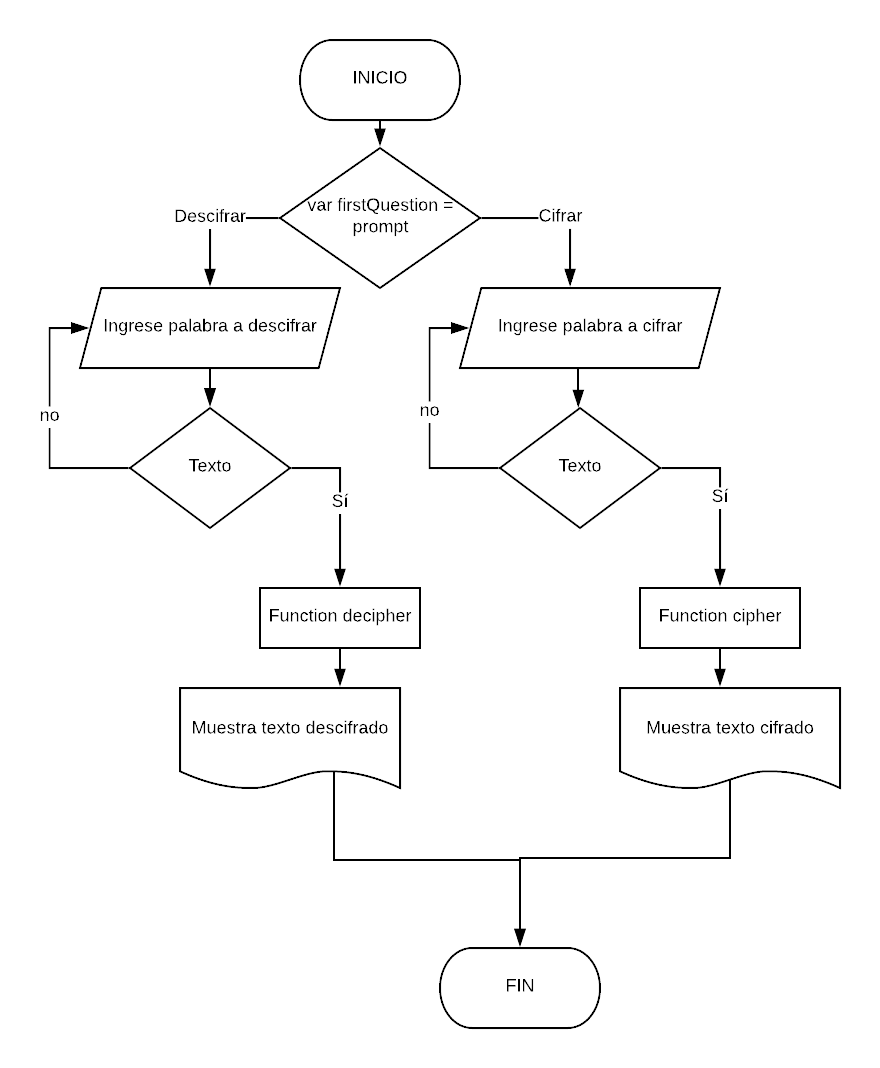 INICIO
var firstQuestion =
prompt
Descifrar
Cifrar
Ingrese palabra a descifrar
Ingrese palabra a cifrar
no
no
Texto
Texto
Sí
Sí
Function decipher
Function cipher
Muestra texto descifrado
Muestra texto cifrado
FIN